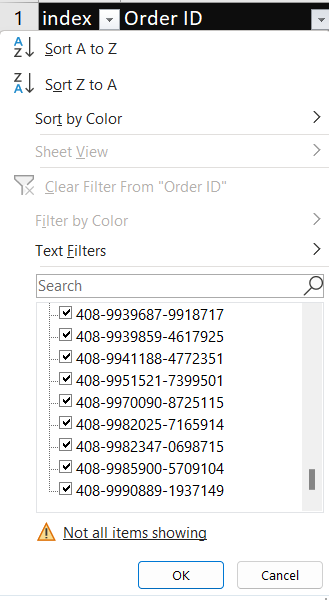 1 index Order ID
Sort A to Z
Sort Z to A
Sort by Color
Sheet View
Clear Filter From "Order ID"
Filter by Color
Text Filters
Search
408-9939687-9918717
408-9939859-4617925
408-9941188-4772351
408-9951521-7399501
408-9970090-8725115
408-9982025-7165914
408-9982347-0698715
408-9985900-5709104
408-9990889-1937149
Not all items showing
OK Cancel